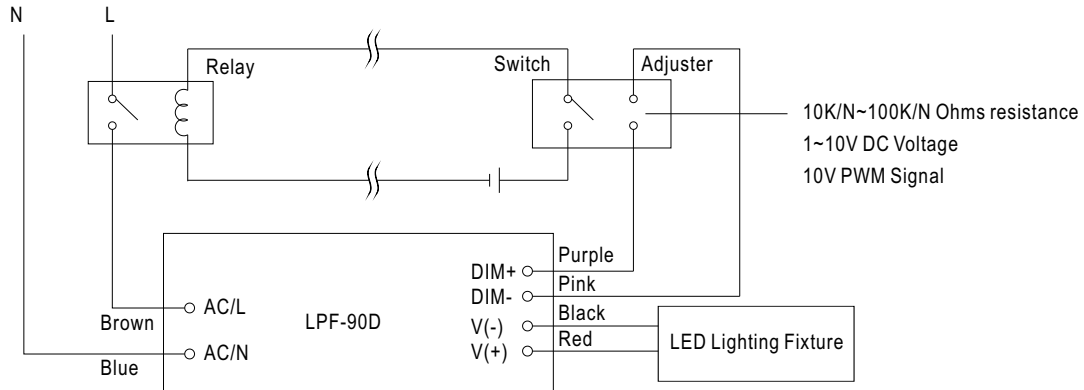 N
L
Relay
Switch
Adjuster
10K/N~100K/N Ohms resistance
1~10V DC Voltage
10V PWM Signal
Purple
DIM+
Pink
DIM-
Black
V(-)
Red
V(+)
AC/L
Brown
LPF-90D
AC/N
Blue
LED Lighting Fixture